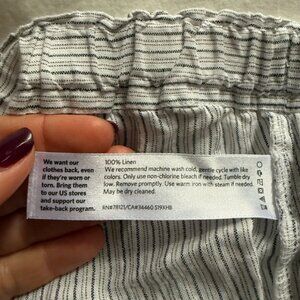 We want our
clothes back, even
if they're worn or
torn. Bring them
to our US stores
and support our
take-back program.
100% Linen
We recommend machine wash cold, gentle cycle with like
colors. Only use non-chlorine bleach if needed. Tumble dry
low. Remove promptly. Use warm iron with steam if needed.
May be dry cleaned.
RN#78121/CA#34460 S19XHB